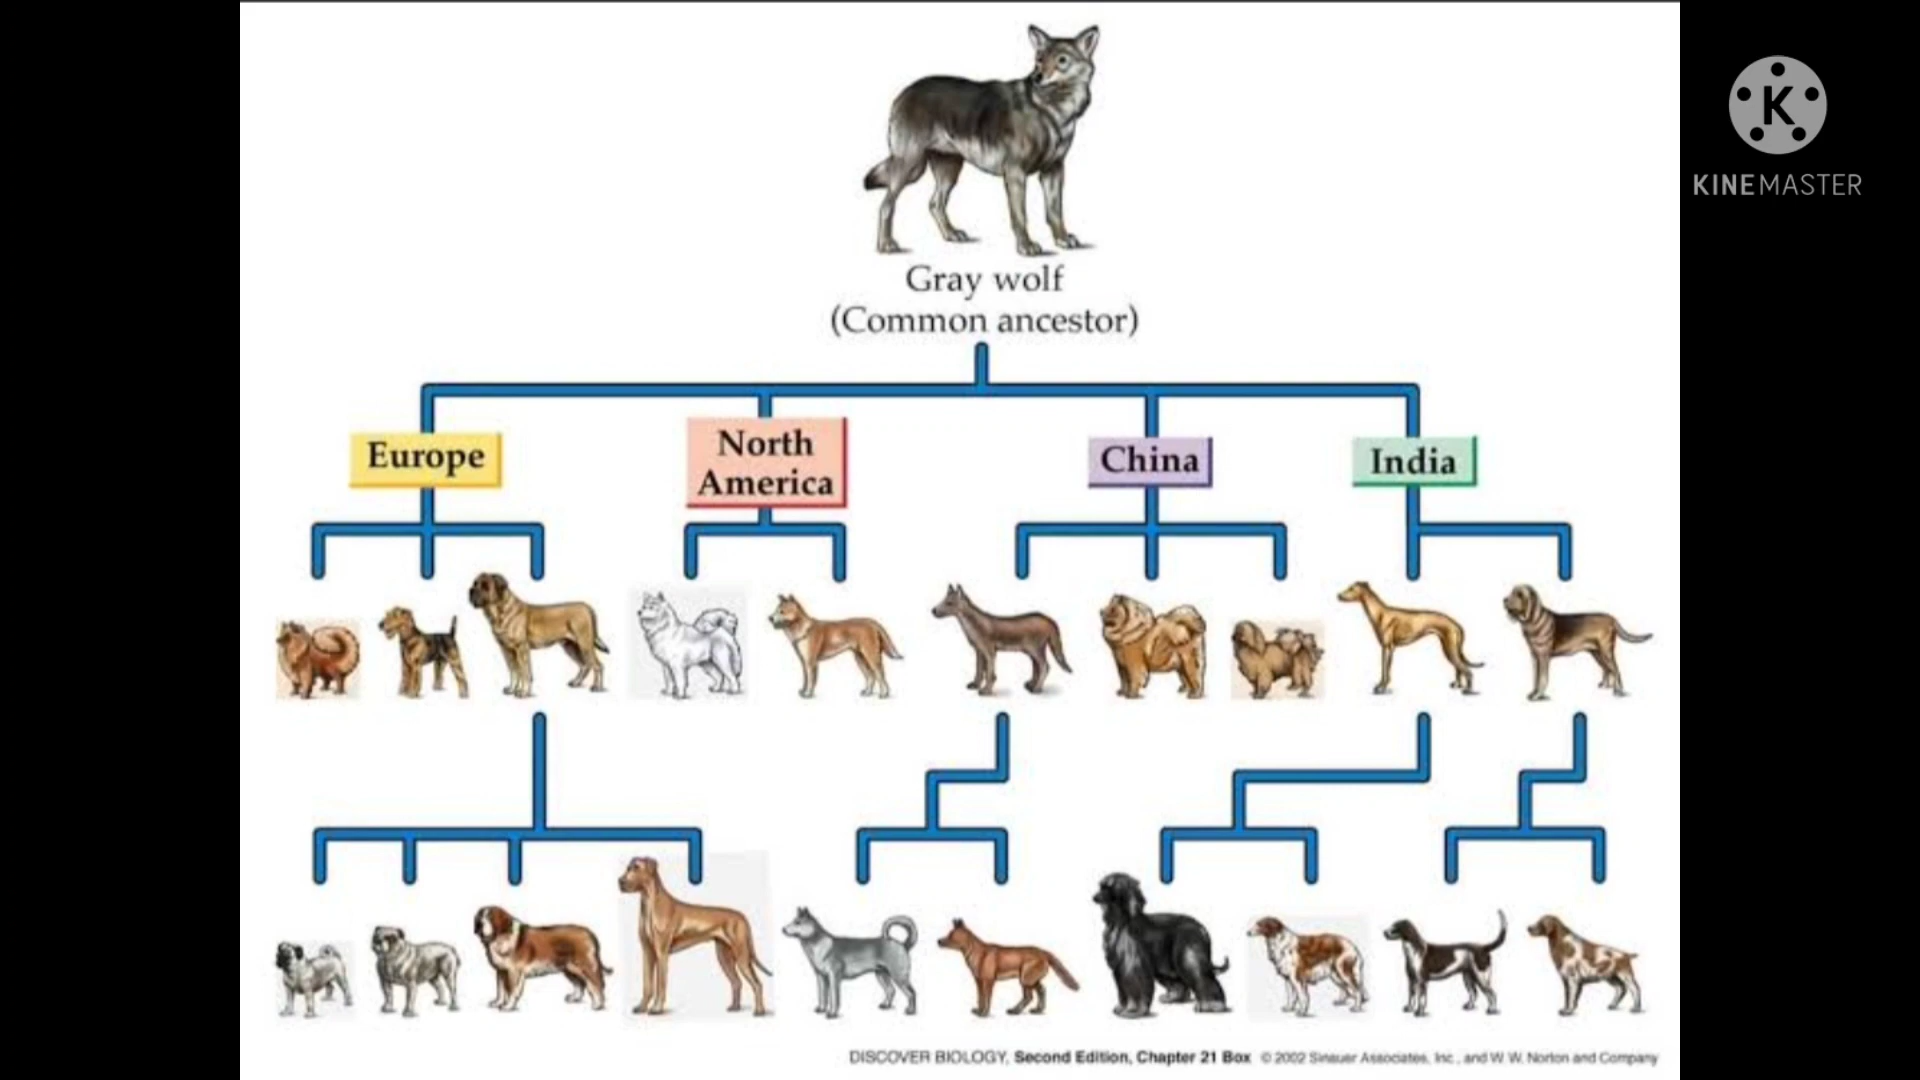 KINEMASTER
Gray wolf
(Common ancestor)
Europe
North
America
China
India
DISCOVER BIOLOGY, Second Edition, Chapter 21 Box © 2002 Sinauer Associates, Inc., and W. W. Norton and Company